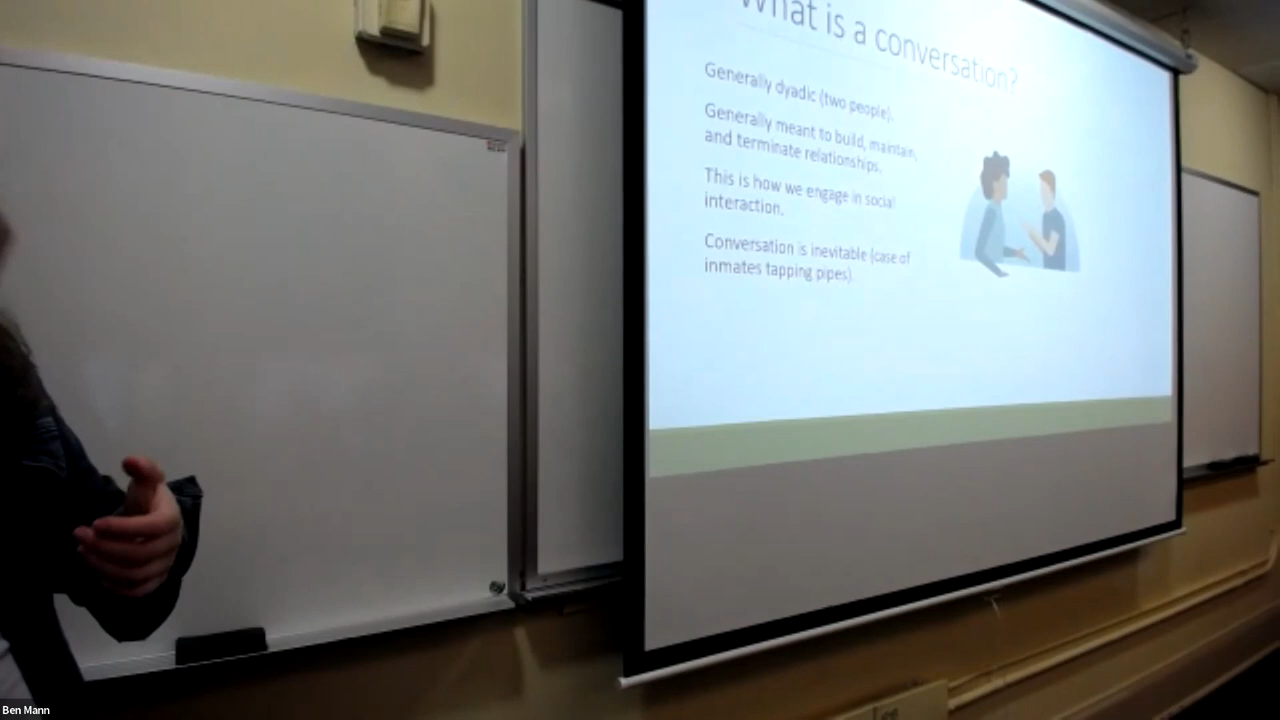 What is a conversation?
Generally dyadic (two people).
Generally meant to build, maintain,
and terminate relationships.
This is how we engage in social
interaction.
Conversation is inevitable (case of
inmates tapping pipes).
Ben Mann